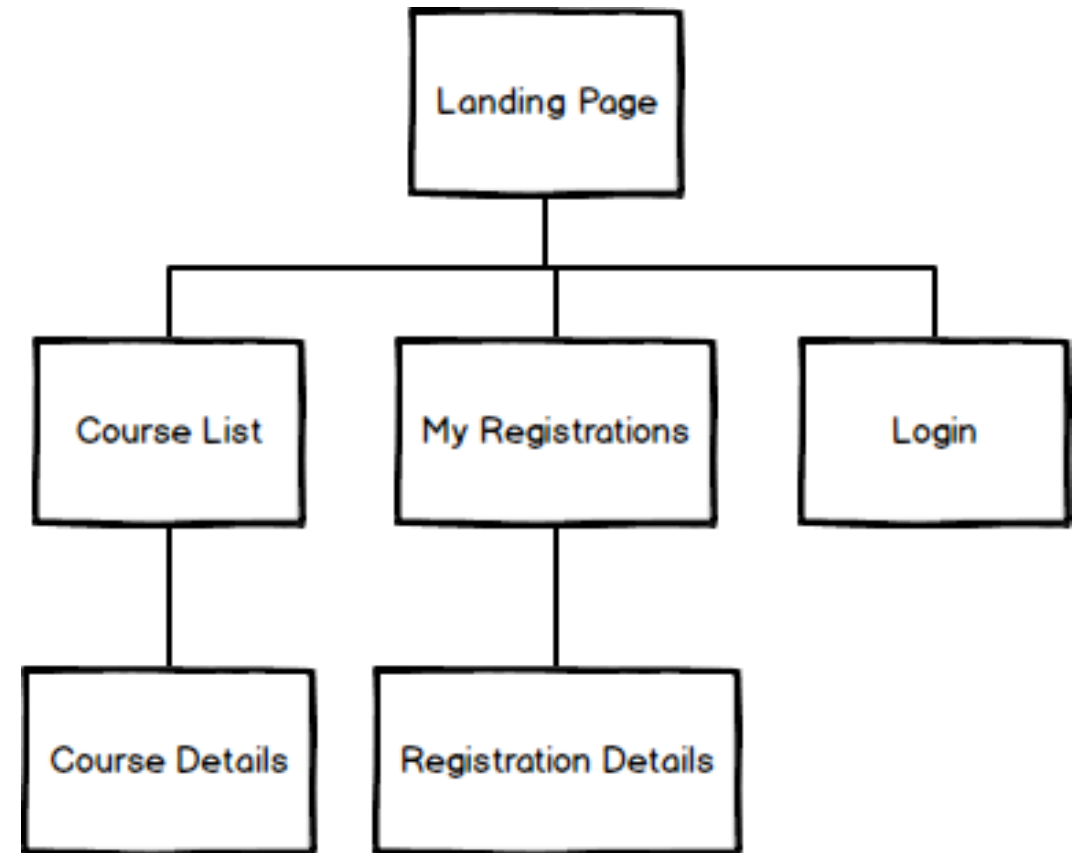 Landing Page
Course List
My Registrations
Login
Course Details
Registration Details